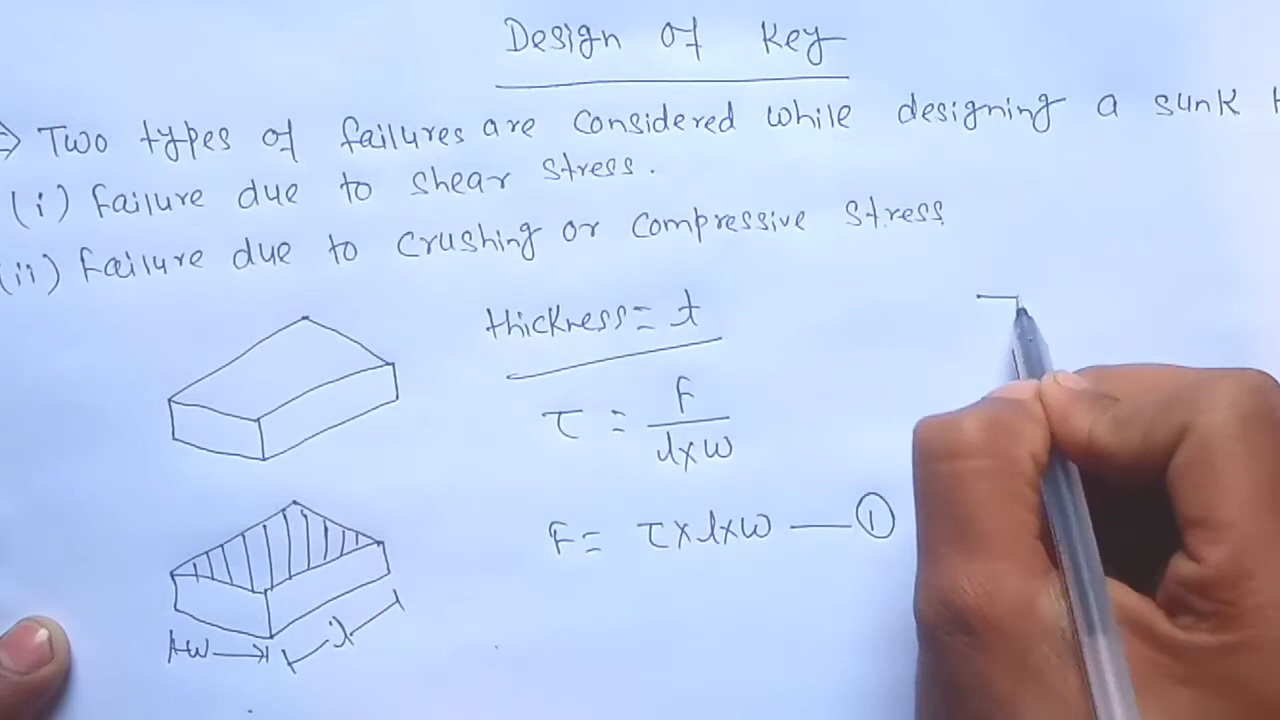 Design of Key
=> Two types of failures are considered while designing a sunk
(i) Failure due to shear stress.
(ii) Failure due to crushing or compressive stress
thickness = t
τ = F / l×w
F = τ×l×w — ①
w
l